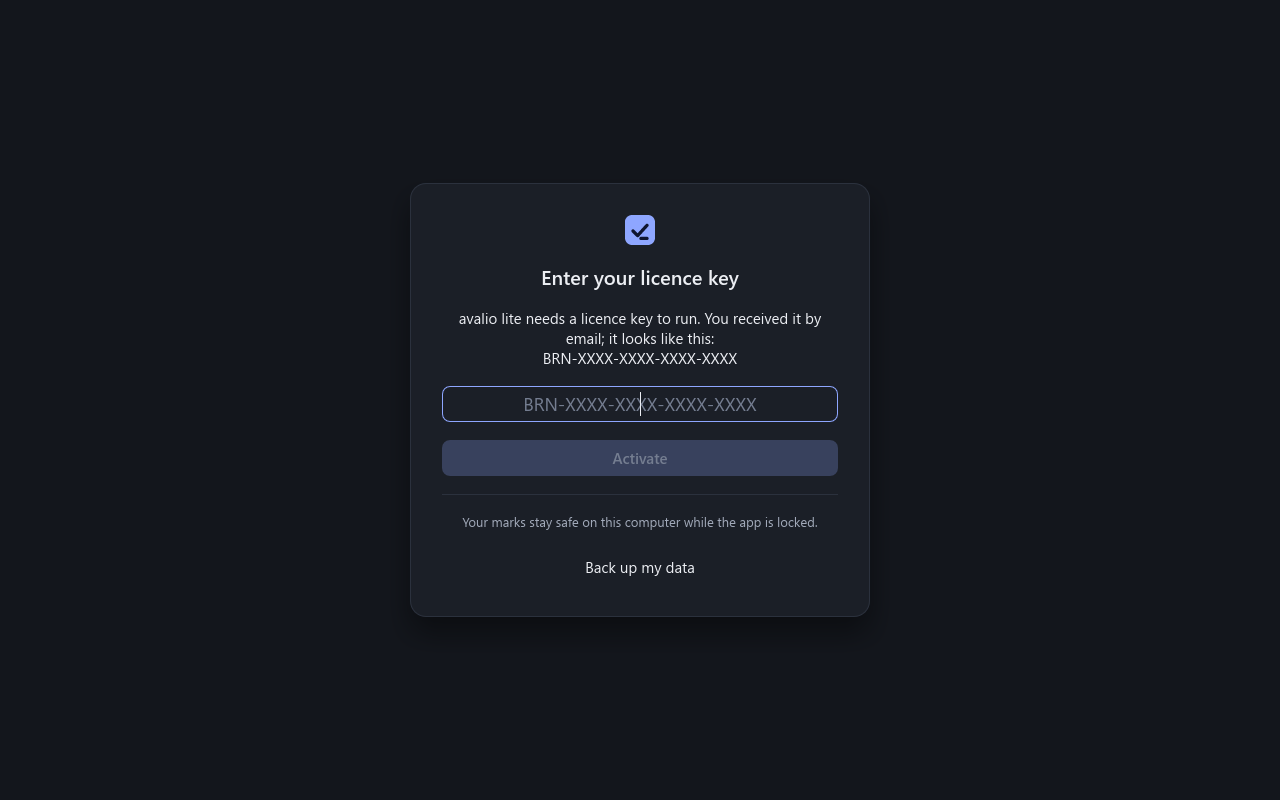 Enter your licence key
avalio lite needs a licence key to run. You received it by
email; it looks like this:
BRN-XXXX-XXXX-XXXX-XXXX
BRN-XXXX-XXXX-XXXX-XXXX
Activate
Your marks stay safe on this computer while the app is locked.
Back up my data